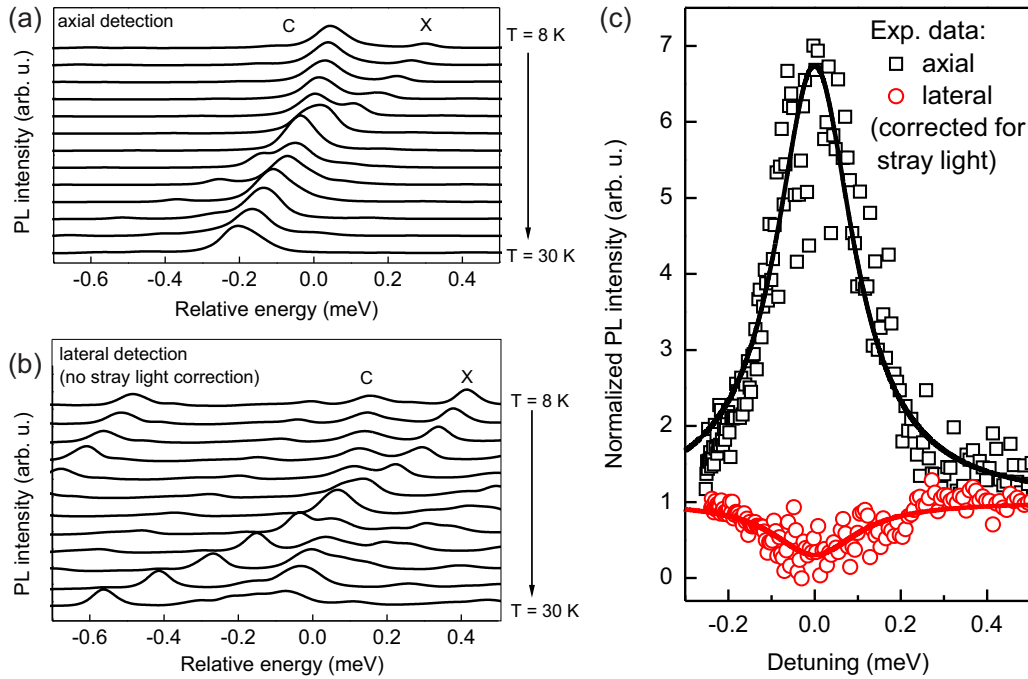 (a)
axial detection
C
X
T = 8 K
T = 30 K
PL intensity (arb. u.)
-0.6
-0.4
-0.2
0.0
0.2
0.4
Relative energy (meV)
(b)
lateral detection
(no stray light correction)
C
X
T = 8 K
T = 30 K
PL intensity (arb. u.)
-0.6
-0.4
-0.2
0.0
0.2
0.4
Relative energy (meV)
(c)
Exp. data:
axial
lateral
(corrected for
stray light)
Normalized PL intensity (arb. u.)
7
6
5
4
3
2
1
0
-0.2
0.0
0.2
0.4
Detuning (meV)